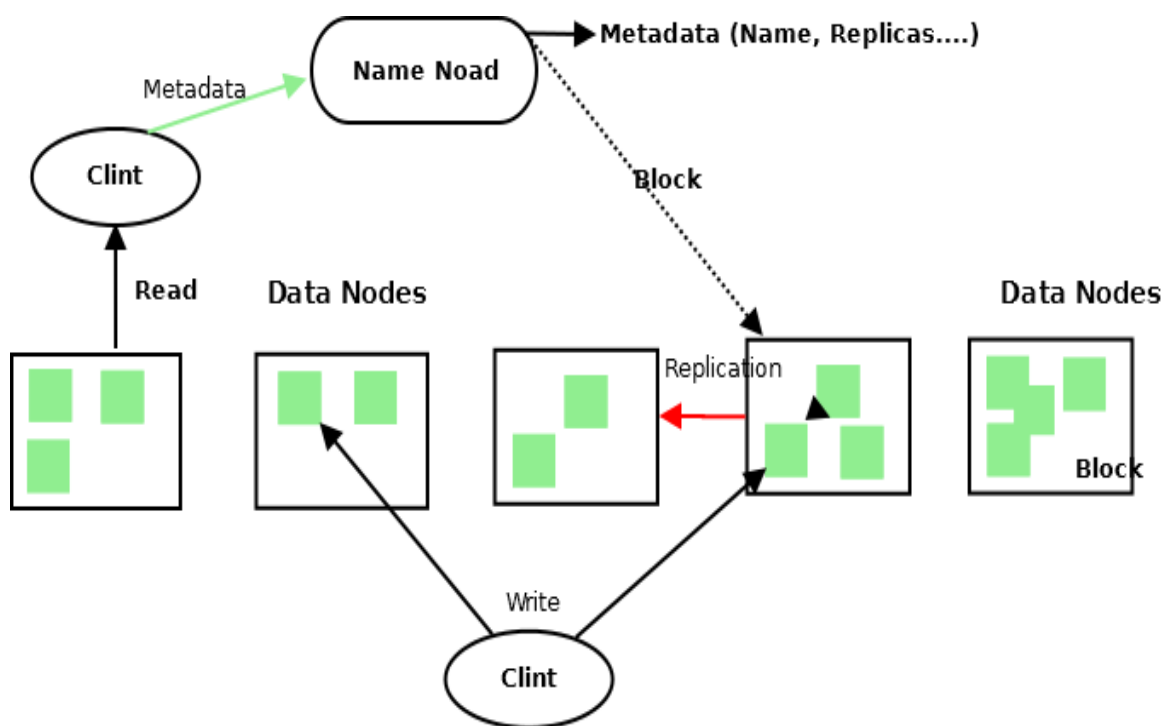 Metadata (Name, Replicas....)
Name Noad
Metadata
Clint
Block
Read
Data Nodes
Data Nodes
Replication
Block
Write
Clint